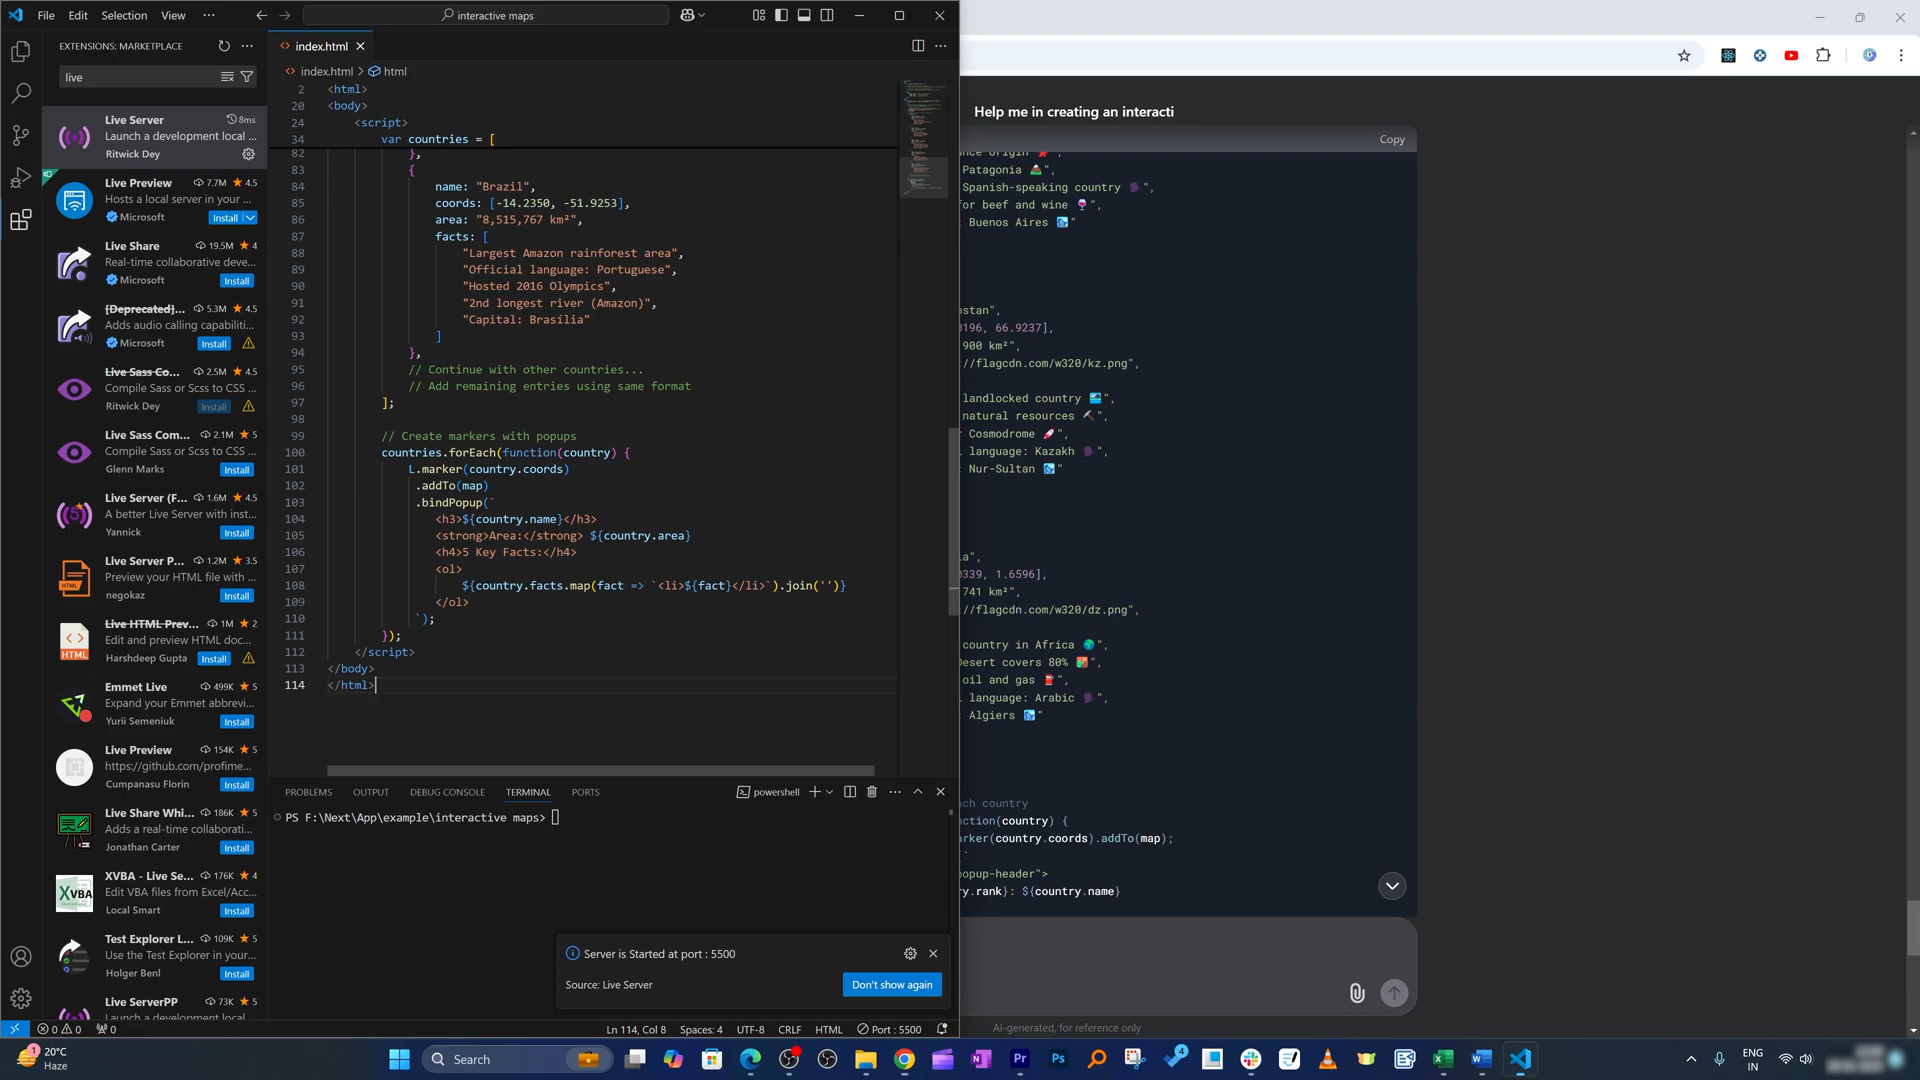 File Edit Selection View ···
interactive maps
EXTENSIONS: MARKETPLACE
live
Live Server 8ms
Launch a development local ...
Ritwick Dey
Live Preview 7.7M 4.5
Hosts a local server in your ...
Microsoft Install
Live Share 19.5M 4
Real-time collaborative deve...
Microsoft Install
[Deprecated]... 5.3M 4.5
Adds audio calling capabiliti...
Microsoft Install
Live Sass Co... 2.5M 4.5
Compile Sass or Scss to CSS ...
Ritwick Dey Install
Live Sass Com... 2.1M 5
Compile Sass or Scss to CSS ...
Glenn Marks Install
Live Server (F... 1.6M 4.5
A better Live Server with inst...
Yannick Install
Live Server P... 1.2M 3.5
Preview your HTML file with ...
negokaz Install
Live HTML Prev... 1M 2
Edit and preview HTML doc...
Harshdeep Gupta Install
Emmet Live 499K 5
Expand your Emmet abbrevi...
Yurii Semeniuk Install
Live Preview 154K 5
https://github.com/profime...
Cumpanasu Florin Install
Live Share Whi... 186K 5
Adds a real-time collaborati...
Jonathan Carter Install
XVBA - Live Se... 176K 4
Edit VBA files from Excel/Acc...
Local Smart Install
Test Explorer L... 109K 5
Use the Test Explorer in your...
Holger Benl Install
Live ServerPP 73K 5
Launch a development local ...
index.html
index.html > html
2 <html>
20 <body>
24 <script>
34 var countries = [
82 },
83 {
84 name: "Brazil",
85 coords: [-14.2350, -51.9253],
86 area: "8,515,767 km²",
87 facts: [
88 "Largest Amazon rainforest area",
89 "Official language: Portuguese",
90 "Hosted 2016 Olympics",
91 "2nd longest river (Amazon)",
92 "Capital: Brasília"
93 ]
94 },
95 // Continue with other countries...
96 // Add remaining entries using same format
97 ];
98
99 // Create markers with popups
100 countries.forEach(function(country) {
101 L.marker(country.coords)
102 .addTo(map)
103 .bindPopup(`
104 <h3>${country.name}</h3>
105 <strong>Area:</strong> ${country.area}
106 <h4>5 Key Facts:</h4>
107 <ol>
108 ${country.facts.map(fact => `<li>${fact}</li>`).join('')}
109 </ol>
110 `);
111 });
112 </script>
113 </body>
114 </html>
PROBLEMS OUTPUT DEBUG CONSOLE TERMINAL PORTS
powershell
PS F:\Next\App\example\interactive maps>
Server is Started at port : 5500
Source: Live Server
Don't show again
0 0 0
Ln 114, Col 8 Spaces: 4 UTF-8 CRLF HTML Port : 5500
Help me in creating an interacti
Copy
nce origin 💃",
Patagonia 🏔️",
Spanish-speaking country 🗣️",
for beef and wine 🍷",
Buenos Aires 🏙️"
nstan",
0196, 66.9237],
900 km²",
://flagcdn.com/w320/kz.png",
landlocked country 🌊",
natural resources ⛏️",
Cosmodrome 🚀",
l language: Kazakh 🗣️",
Nur-Sultan 🏙️"
a",
0339, 1.6596],
741 km²",
://flagcdn.com/w320/dz.png",
country in Africa 🌍",
Desert covers 80% 🏜️",
oil and gas ⛽",
l language: Arabic 🗣️",
Algiers 🏙️"
ach country
nction(country) {
arker(country.coords).addTo(map);
opup-header">
ry.rank}: ${country.name}
AI-generated, for reference only
1
20°C
Haze
Search
4
ENG
IN